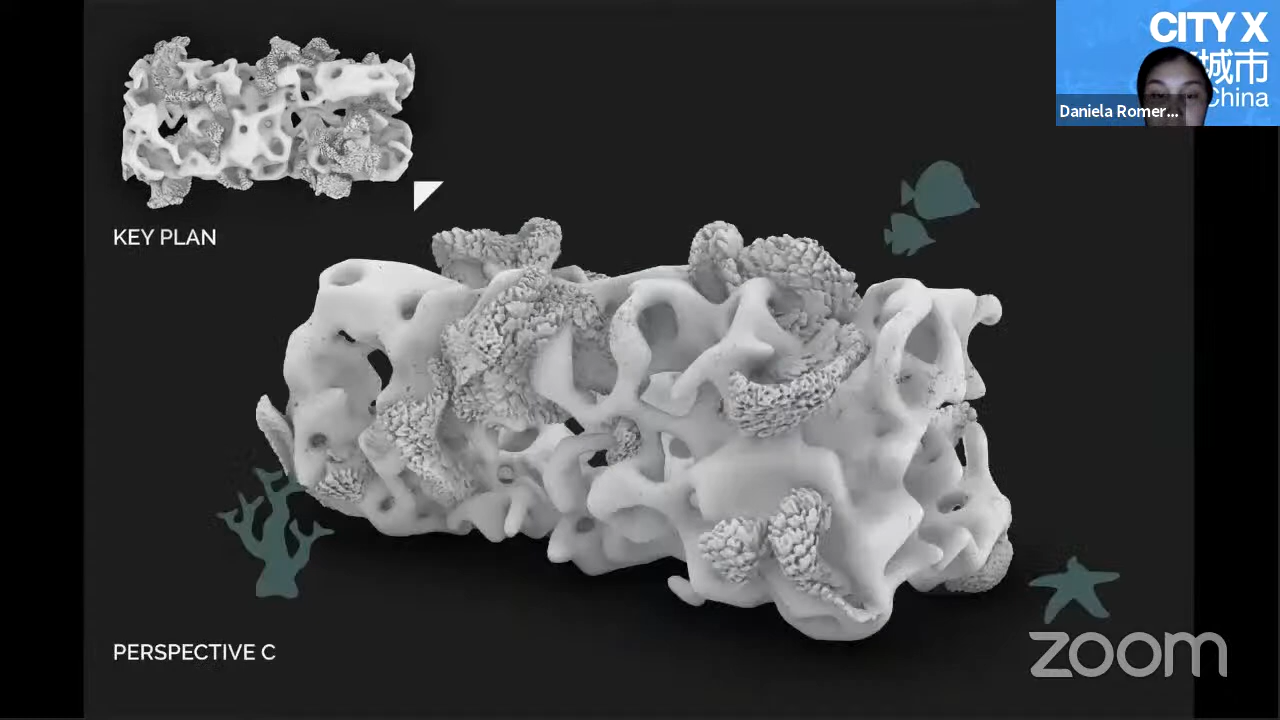 CITY X
城市
China
Daniela Romer...
KEY PLAN
PERSPECTIVE C
zoom